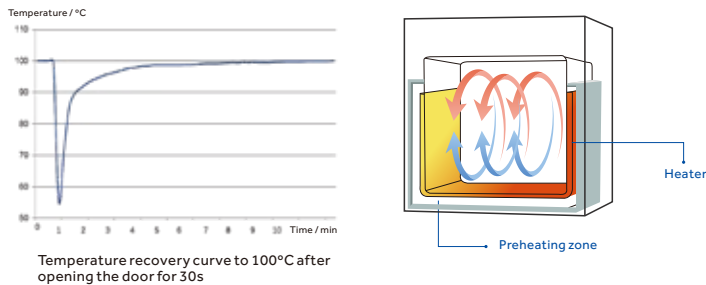 Temperature / °C
110
100
90
80
70
60
50
0 1 2 3 4 5 6 7 8 9 10 Time / min
Temperature recovery curve to 100°C after
opening the door for 30s
Heater
Preheating zone